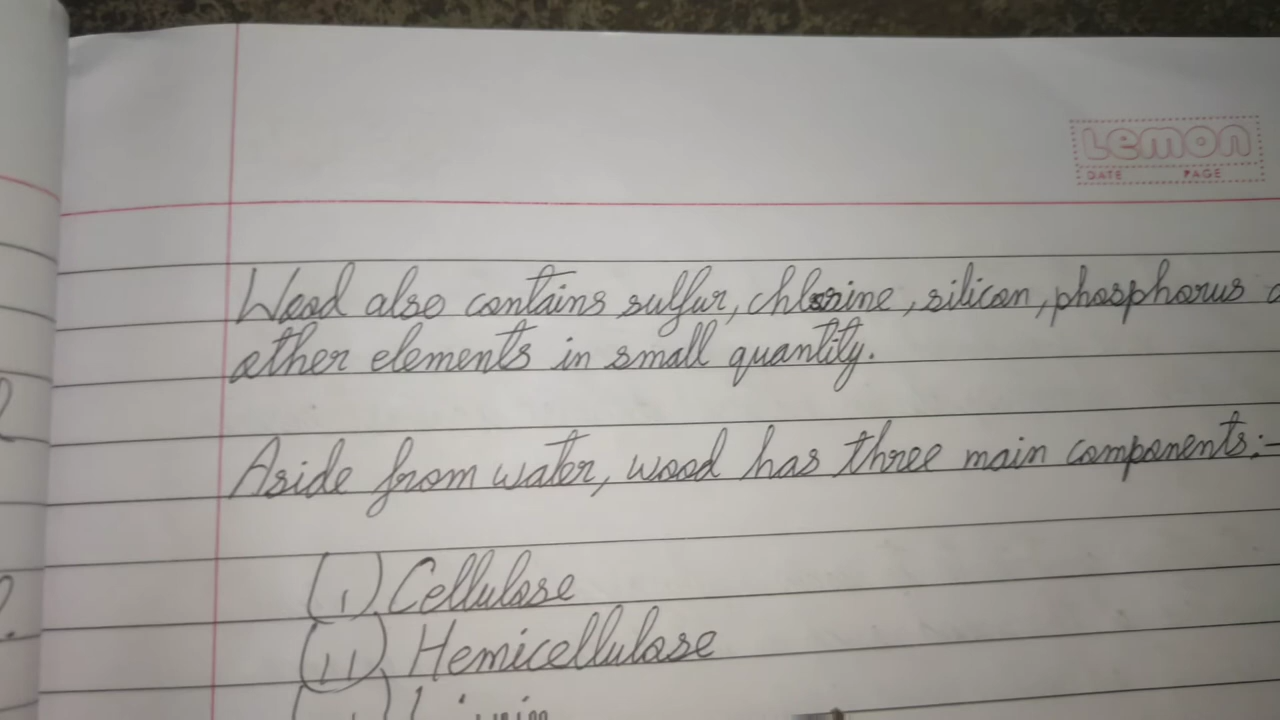 Lemon
DATE PAGE
Wood also contains sulfur, chlorine, silicon, phosphorus
other elements in small quantity.
Aside from water, wood has three main components:-
(i) Cellulose
(ii) Hemicellulose